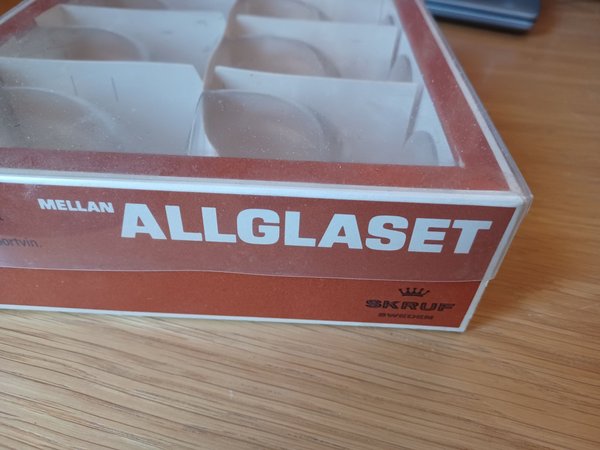 MELLAN ALLGLASET
portvin.
SKRUF
SWEDEN